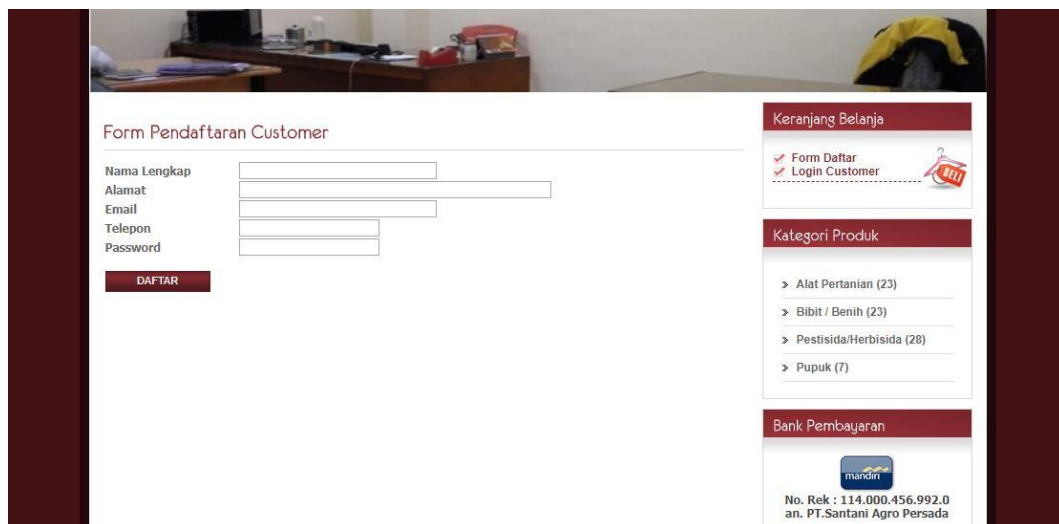 Form Pendaftaran Customer
Nama Lengkap
Alamat
Email
Telepon
Password
DAFTAR
Keranjang Belanja
Form Daftar
Login Customer
BELI
Kategori Produk
Alat Pertanian (23)
Bibit / Benih (23)
Pestisida/Herbisida (28)
Pupuk (7)
Bank Pembayaran
mandiri
No. Rek : 114.000.456.992.0
an. PT.Santani Agro Persada